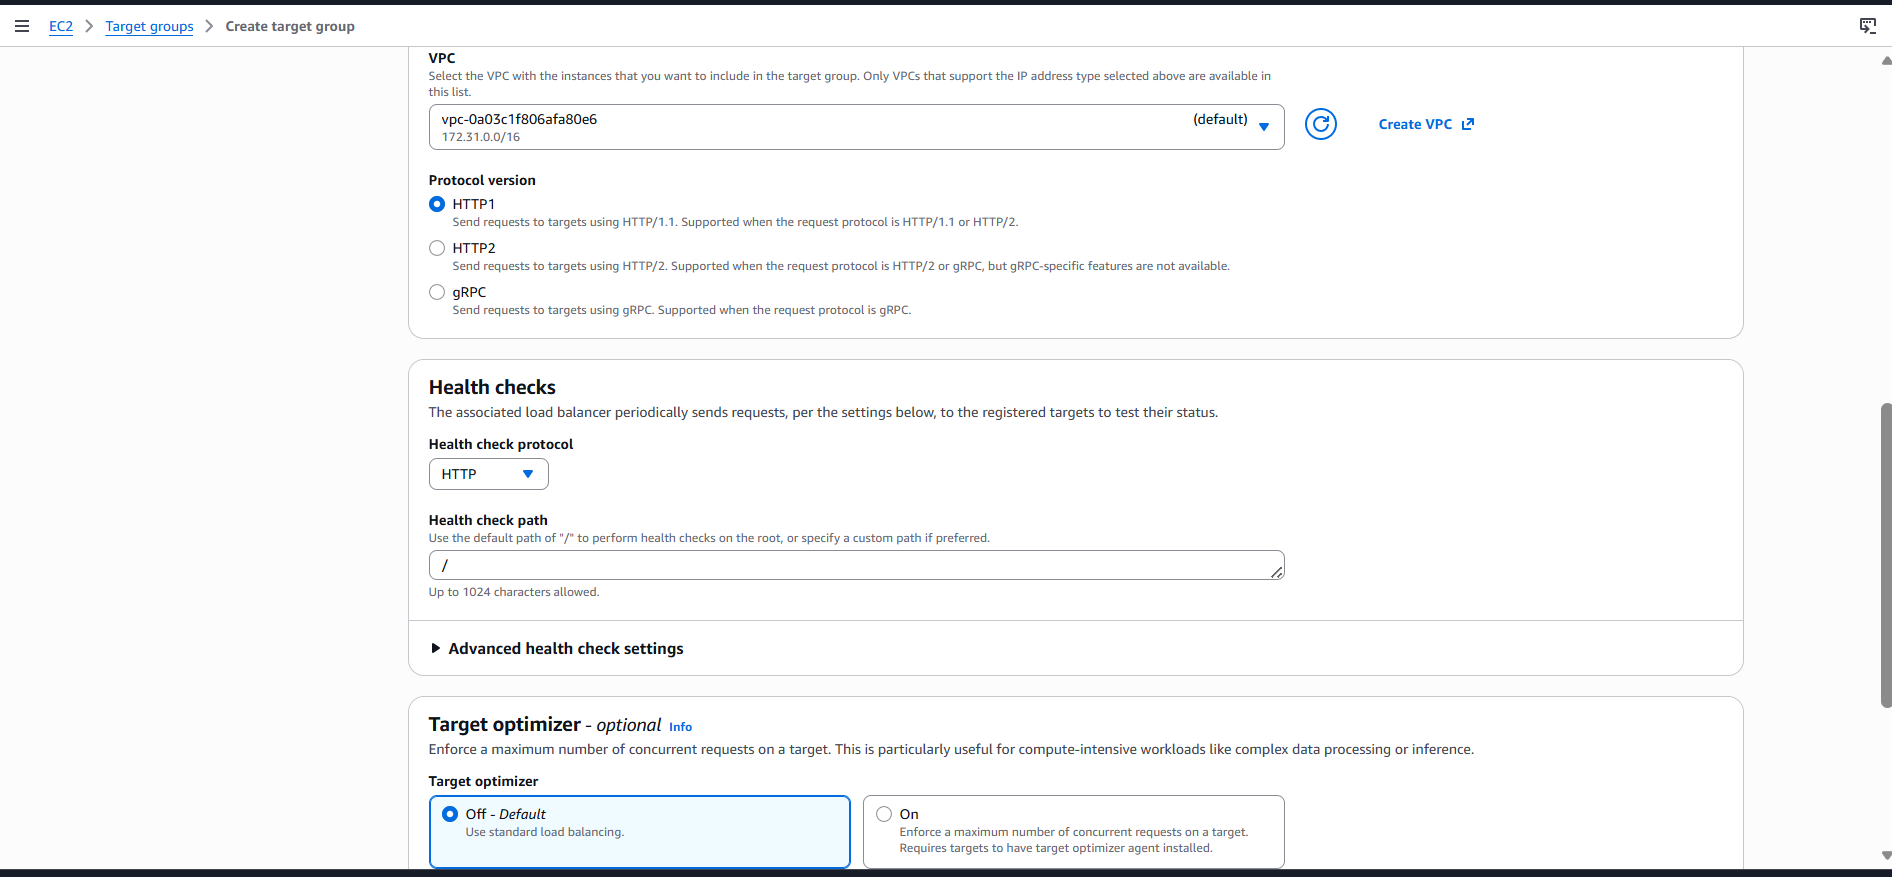 EC2 > Target groups > Create target group
VPC
Select the VPC with the instances that you want to include in the target group. Only VPCs that support the IP address type selected above are available in
this list.
vpc-0a03c1f806afa80e6 (default)
172.31.0.0/16
Create VPC
Protocol version
HTTP1
Send requests to targets using HTTP/1.1. Supported when the request protocol is HTTP/1.1 or HTTP/2.
HTTP2
Send requests to targets using HTTP/2. Supported when the request protocol is HTTP/2 or gRPC, but gRPC-specific features are not available.
gRPC
Send requests to targets using gRPC. Supported when the request protocol is gRPC.
Health checks
The associated load balancer periodically sends requests, per the settings below, to the registered targets to test their status.
Health check protocol
HTTP
Health check path
Use the default path of "/" to perform health checks on the root, or specify a custom path if preferred.
/
Up to 1024 characters allowed.
Advanced health check settings
Target optimizer - optional Info
Enforce a maximum number of concurrent requests on a target. This is particularly useful for compute-intensive workloads like complex data processing or inference.
Target optimizer
Off - Default
Use standard load balancing.
On
Enforce a maximum number of concurrent requests on a target.
Requires targets to have target optimizer agent installed.